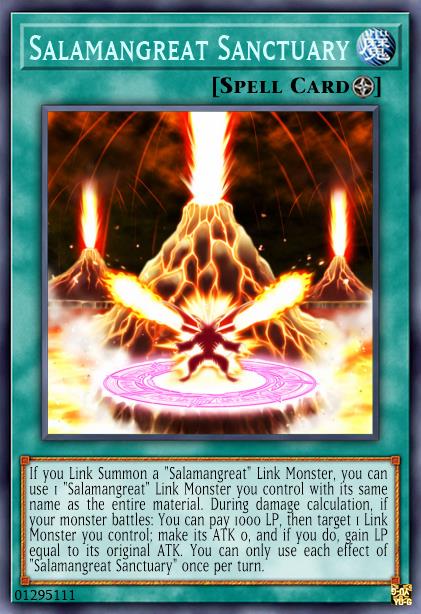 Salamangreat Sanctuary
魔
[Spell Card]
If you Link Summon a "Salamangreat" Link Monster, you can
use 1 "Salamangreat" Link Monster you control with its same
name as the entire material. During damage calculation, if
your monster battles: You can pay 1000 LP, then target 1 Link
Monster you control; make its ATK 0, and if you do, gain LP
equal to its original ATK. You can only use each effect of
"Salamangreat Sanctuary" once per turn.
01295111